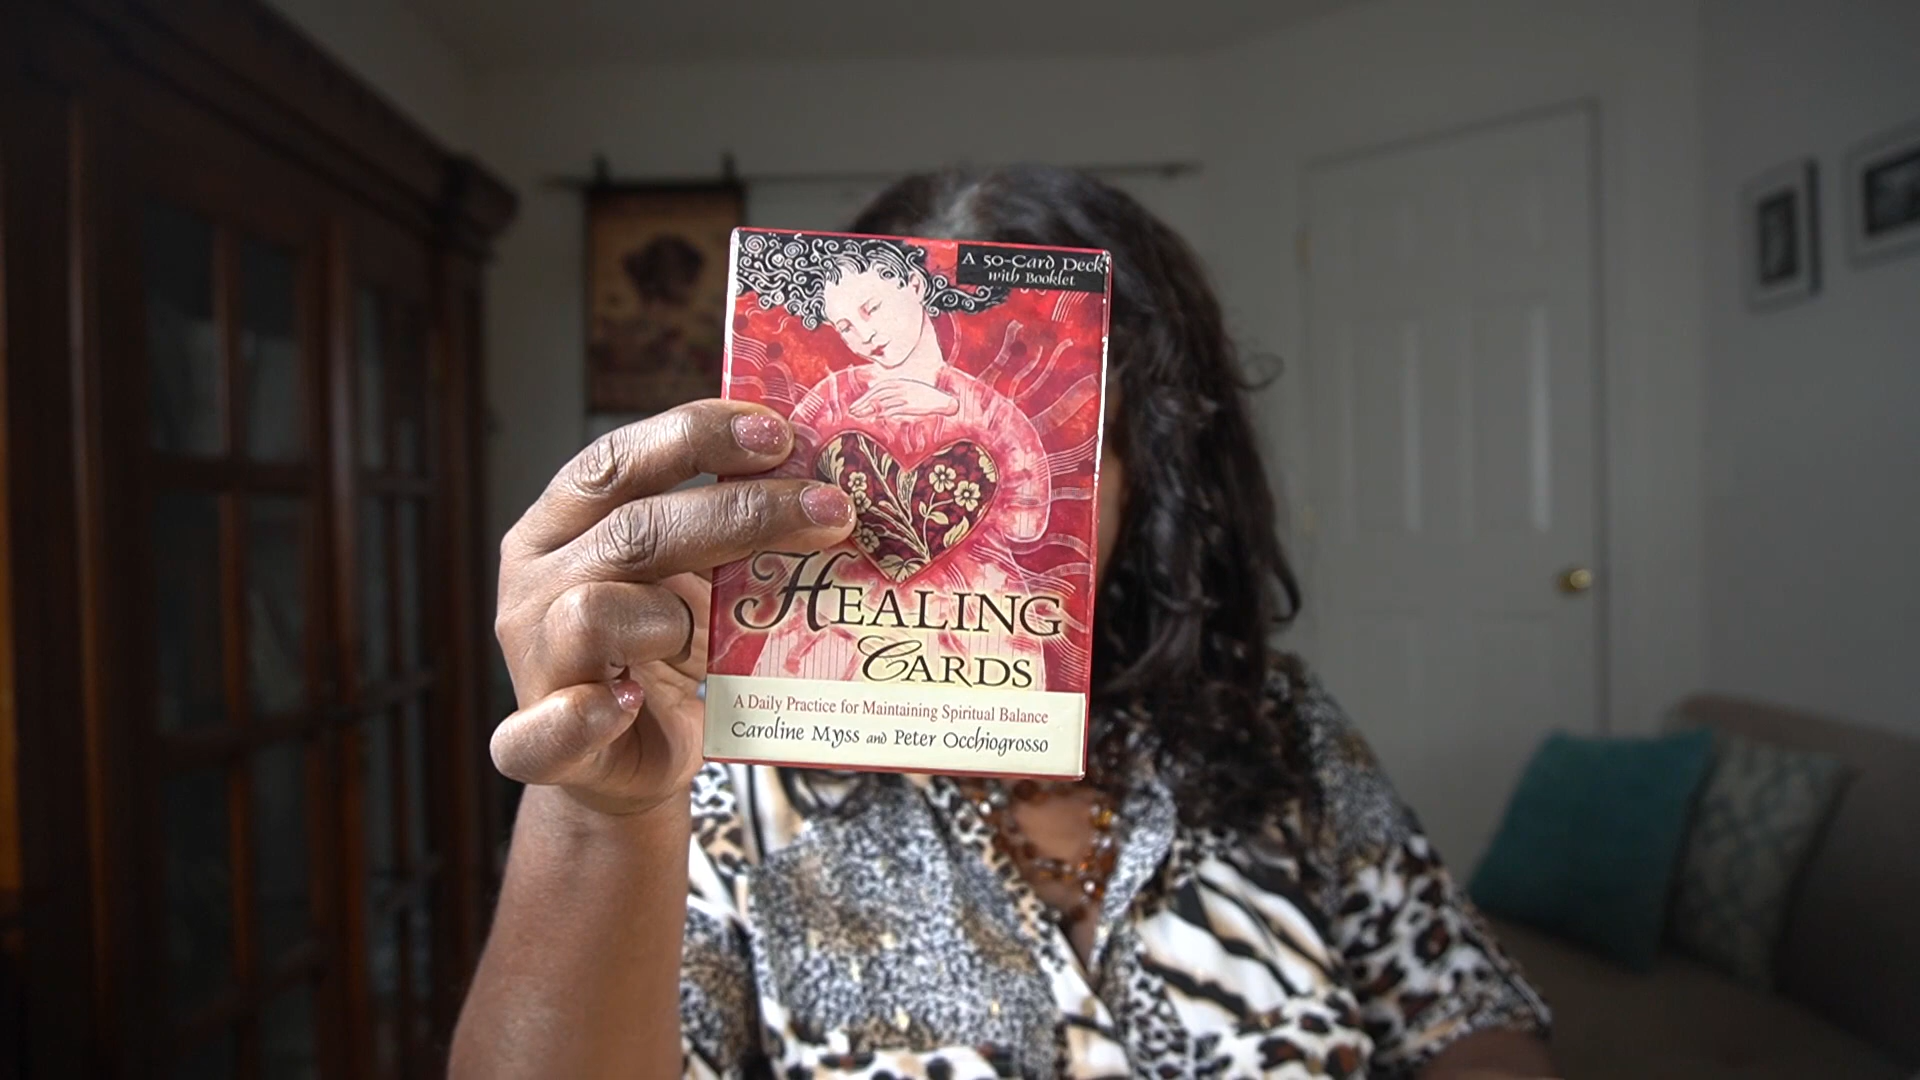 A 50-Card Deck
with Booklet
Healing
Cards
A Daily Practice for Maintaining Spiritual Balance
Caroline Myss and Peter Occhiogrosso